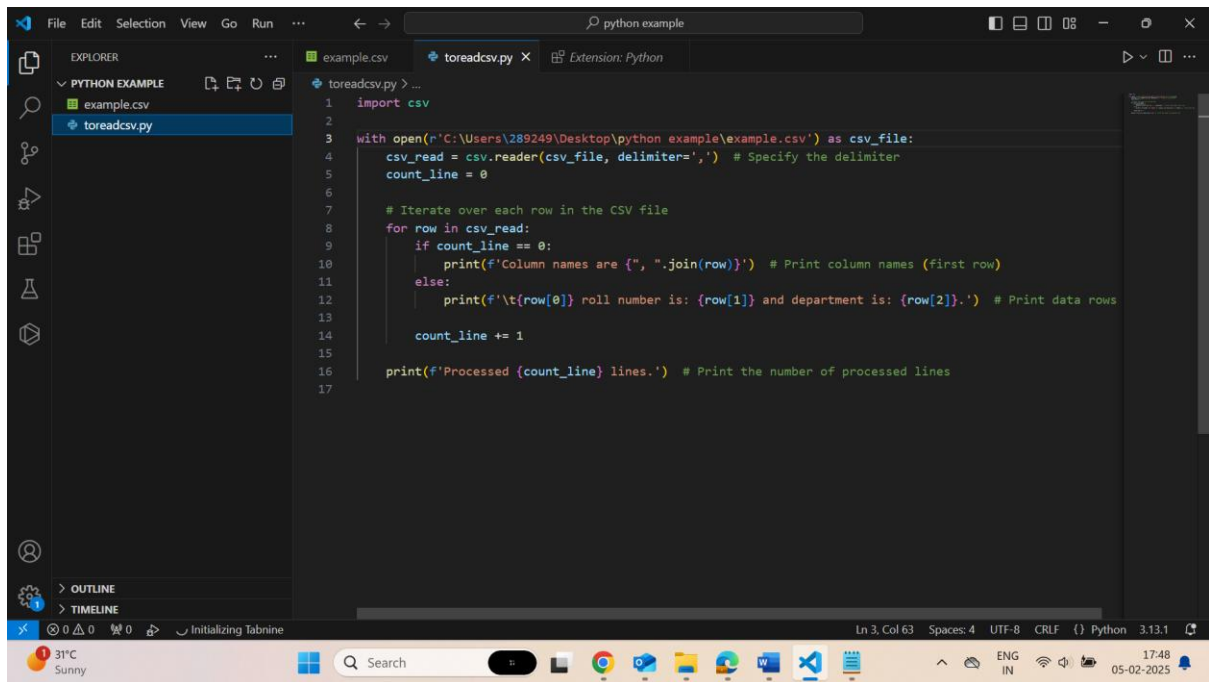 File Edit Selection View Go Run ··· python example
EXPLORER ···
PYTHON EXAMPLE
example.csv
toreadcsv.py
OUTLINE
TIMELINE
example.csv toreadcsv.py Extension: Python
toreadcsv.py > ...
1 import csv
2
3 with open(r'C:\Users\289249\Desktop\python example\example.csv') as csv_file:
4     csv_read = csv.reader(csv_file, delimiter=',')  # Specify the delimiter
5     count_line = 0
6
7     # Iterate over each row in the CSV file
8     for row in csv_read:
9         if count_line == 0:
10             print(f'Column names are {", ".join(row)}')  # Print column names (first row)
11         else:
12             print(f'\t{row[0]} roll number is: {row[1]} and department is: {row[2]}.')  # Print data rows
13
14         count_line += 1
15
16     print(f'Processed {count_line} lines.')  # Print the number of processed lines
17
1
0 0 0 Initializing Tabnine Ln 3, Col 63 Spaces: 4 UTF-8 CRLF {} Python 3.13.1
1 31°C Search ENG 17:48
Sunny IN 05-02-2025